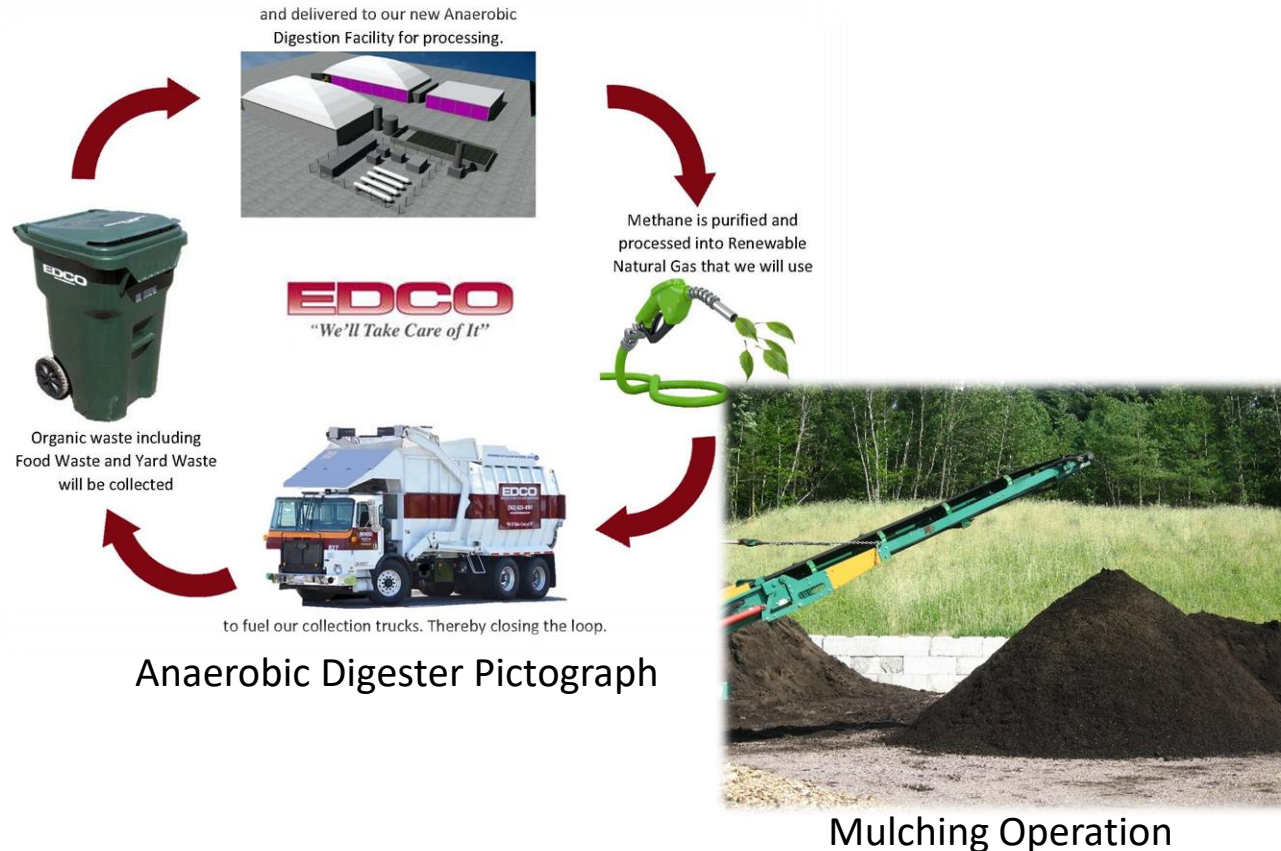 and delivered to our new Anaerobic
Digestion Facility for processing.
Methane is purified and
processed into Renewable
Natural Gas that we will use
EDCO
EDCO
"We'll Take Care of It"
Organic waste including
Food Waste and Yard Waste
will be collected
EDCO
to fuel our collection trucks. Thereby closing the loop.
Anaerobic Digester Pictograph
Mulching Operation